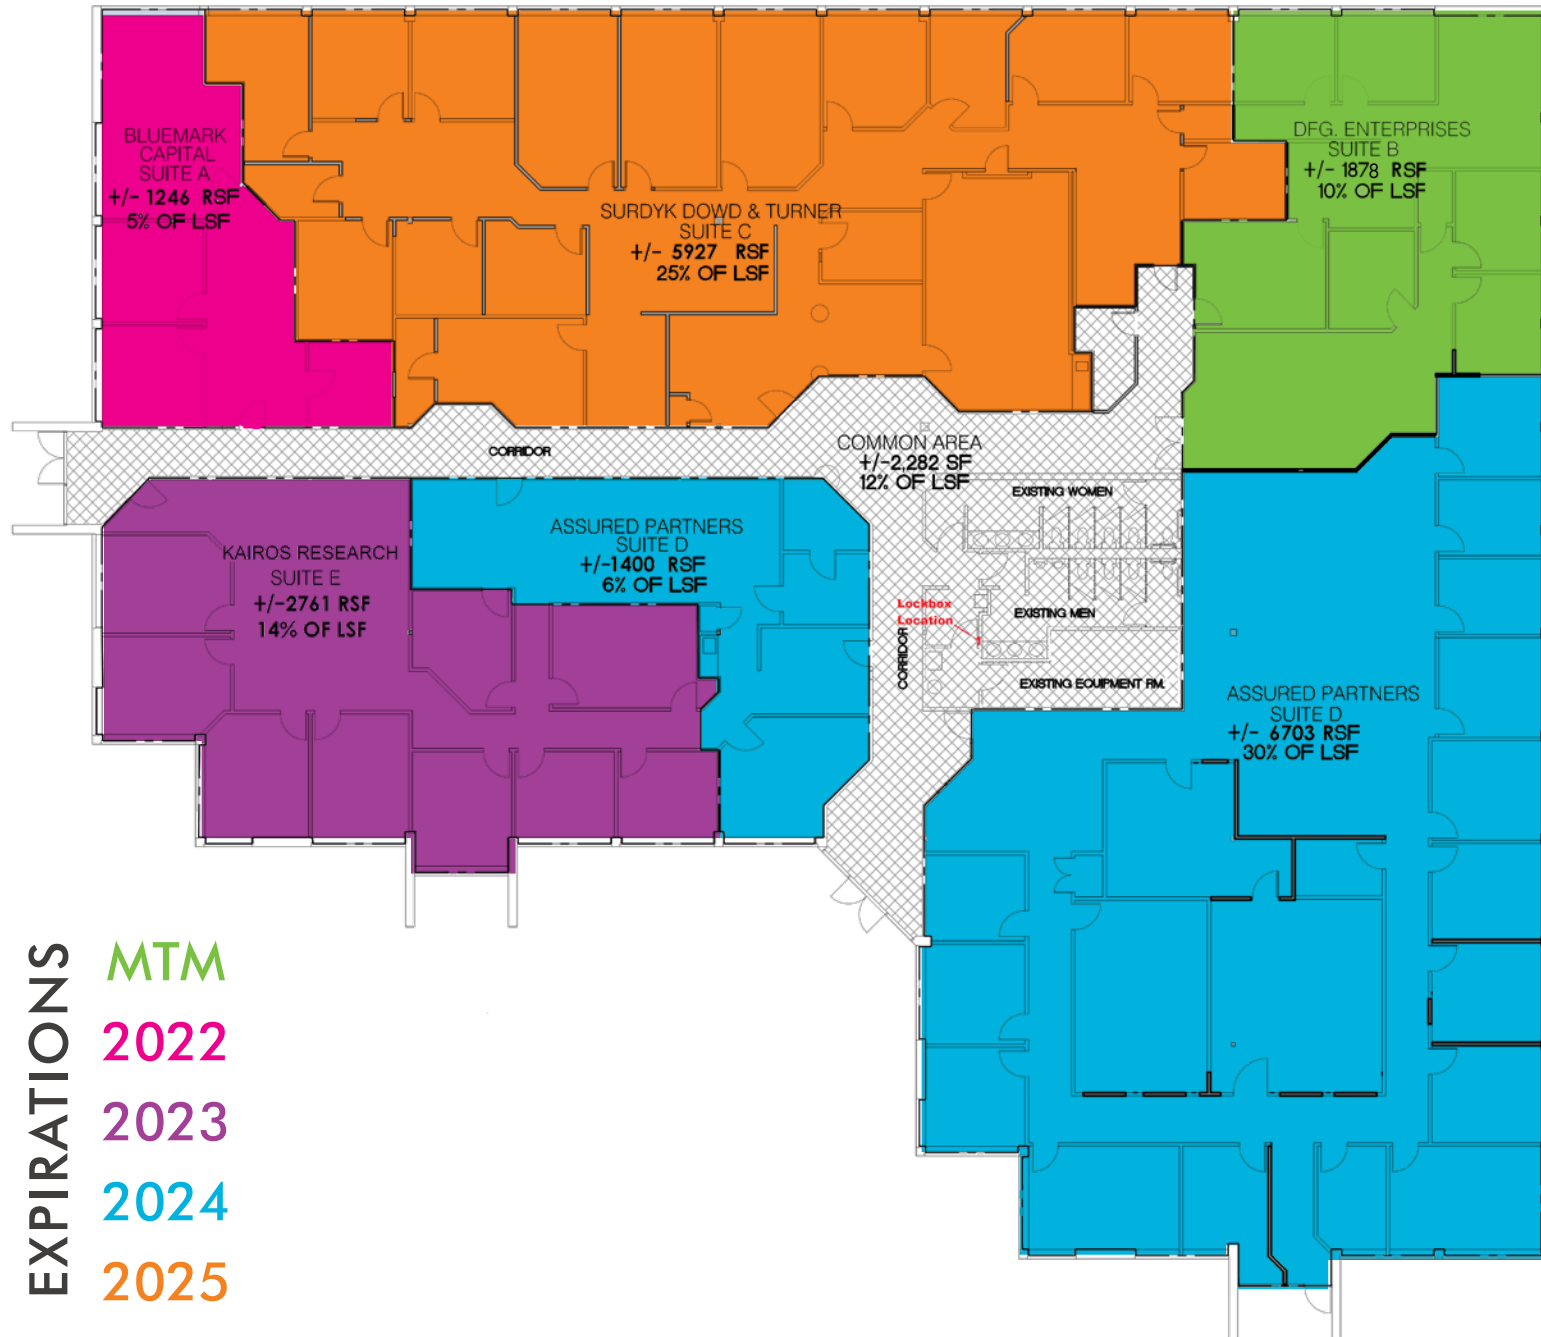 BLUEMARK
CAPITAL
SUITE A
+/- 1246 RSF
5% OF LSF
SURDYK DOWD & TURNER
SUITE C
+/- 5927 RSF
25% OF LSF
DFG. ENTERPRISES
SUITE B
+/- 1878 RSF
10% OF LSF
CORRIDOR
COMMON AREA
+/-2,282 SF
12% OF LSF
EXISTING WOMEN
KAIROS RESEARCH
SUITE E
+/-2761 RSF
14% OF LSF
ASSURED PARTNERS
SUITE D
+/-1400 RSF
6% OF LSF
Lockbox
Location
EXISTING MEN
CORRIDOR
EXISTING EQUIPMENT RM.
ASSURED PARTNERS
SUITE D
+/- 6703 RSF
30% OF LSF
EXPIRATIONS
MTM
2022
2023
2024
2025